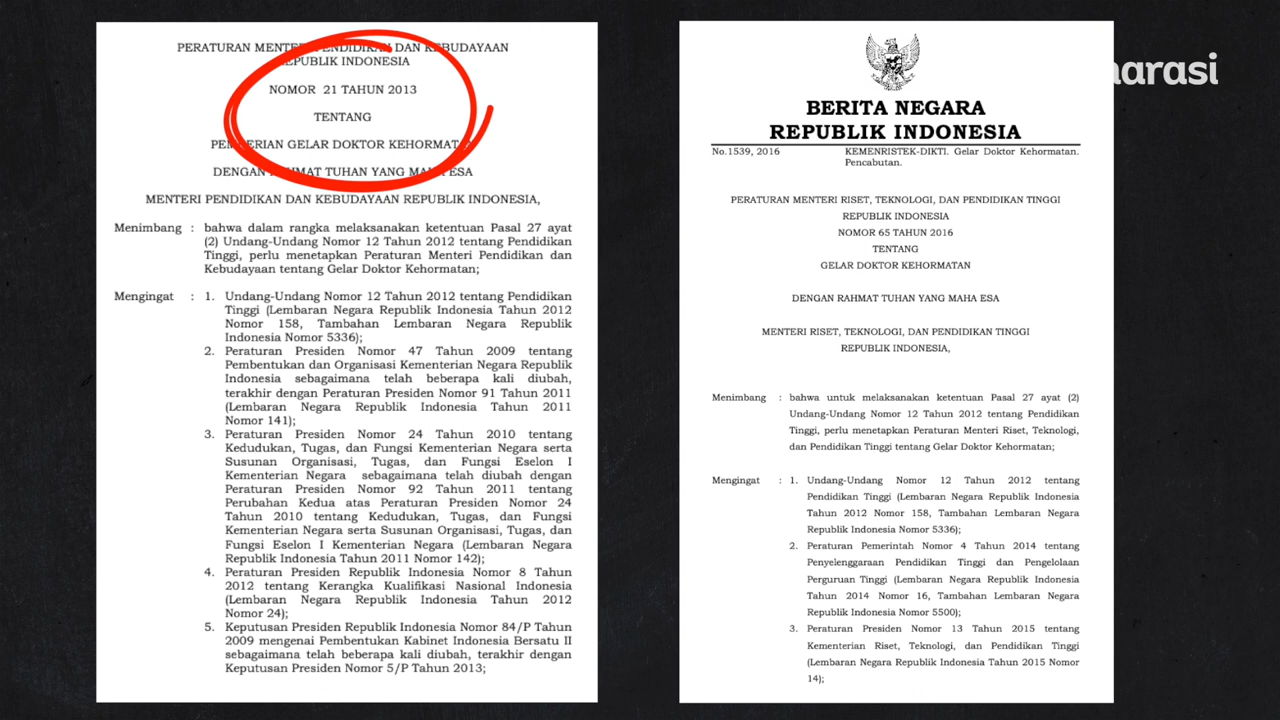 PERATURAN MENTERI PENDIDIKAN DAN KEBUDAYAAN
REPUBLIK INDONESIA
NOMOR 21 TAHUN 2013
TENTANG
PEMBERIAN GELAR DOKTOR KEHORMATAN
DENGAN RAHMAT TUHAN YANG MAHA ESA
MENTERI PENDIDIKAN DAN KEBUDAYAAN REPUBLIK INDONESIA,
Menimbang : bahwa dalam rangka melaksanakan ketentuan Pasal 27 ayat
(2) Undang-Undang Nomor 12 Tahun 2012 tentang Pendidikan
Tinggi, perlu menetapkan Peraturan Menteri Pendidikan dan
Kebudayaan tentang Gelar Doktor Kehormatan;
Mengingat : 1. Undang-Undang Nomor 12 Tahun 2012 tentang Pendidikan
Tinggi (Lembaran Negara Republik Indonesia Tahun 2012
Nomor 158, Tambahan Lembaran Negara Republik
Indonesia Nomor 5336);
2. Peraturan Presiden Nomor 47 Tahun 2009 tentang
Pembentukan dan Organisasi Kementerian Negara Republik
Indonesia sebagaimana telah beberapa kali diubah,
terakhir dengan Peraturan Presiden Nomor 91 Tahun 2011
(Lembaran Negara Republik Indonesia Tahun 2011
Nomor 141);
3. Peraturan Presiden Nomor 24 Tahun 2010 tentang
Kedudukan, Tugas, dan Fungsi Kementerian Negara serta
Susunan Organisasi, Tugas, dan Fungsi Eselon I
Kementerian Negara sebagaimana telah diubah dengan
Peraturan Presiden Nomor 92 Tahun 2011 tentang
Perubahan Kedua atas Peraturan Presiden Nomor 24
Tahun 2010 tentang Kedudukan, Tugas, dan Fungsi
Kementerian Negara serta Susunan Organisasi, Tugas, dan
Fungsi Eselon I Kementerian Negara (Lembaran Negara
Republik Indonesia Tahun 2011 Nomor 142);
4. Peraturan Presiden Republik Indonesia Nomor 8 Tahun
2012 tentang Kerangka Kualifikasi Nasional Indonesia
(Lembaran Negara Republik Indonesia Tahun 2012
Nomor 24);
5. Keputusan Presiden Republik Indonesia Nomor 84/P Tahun
2009 mengenai Pembentukan Kabinet Indonesia Bersatu II
sebagaimana telah beberapa kali diubah, terakhir dengan
Keputusan Presiden Nomor 5/P Tahun 2013;
narasi
BERITA NEGARA
REPUBLIK INDONESIA
No.1539, 2016 KEMENRISTEK-DIKTI. Gelar Doktor Kehormatan.
Pencabutan.
PERATURAN MENTERI RISET, TEKNOLOGI, DAN PENDIDIKAN TINGGI
REPUBLIK INDONESIA
NOMOR 65 TAHUN 2016
TENTANG
GELAR DOKTOR KEHORMATAN
DENGAN RAHMAT TUHAN YANG MAHA ESA
MENTERI RISET, TEKNOLOGI, DAN PENDIDIKAN TINGGI
REPUBLIK INDONESIA,
Menimbang : bahwa untuk melaksanakan ketentuan Pasal 27 ayat (2)
Undang-Undang Nomor 12 Tahun 2012 tentang Pendidikan
Tinggi, perlu menetapkan Peraturan Menteri Riset, Teknologi,
dan Pendidikan Tinggi tentang Gelar Doktor Kehormatan;
Mengingat : 1. Undang-Undang Nomor 12 Tahun 2012 tentang
Pendidikan Tinggi (Lembaran Negara Republik Indonesia
Tahun 2012 Nomor 158, Tambahan Lembaran Negara
Republik Indonesia Nomor 5336);
2. Peraturan Pemerintah Nomor 4 Tahun 2014 tentang
Penyelenggaraan Pendidikan Tinggi dan Pengelolaan
Perguruan Tinggi (Lembaran Negara Republik Indonesia
Tahun 2014 Nomor 16, Tambahan Lembaran Negara
Republik Indonesia Nomor 5500);
3. Peraturan Presiden Nomor 13 Tahun 2015 tentang
Kementerian Riset, Teknologi, dan Pendidikan Tinggi
(Lembaran Negara Republik Indonesia Tahun 2015 Nomor
14);